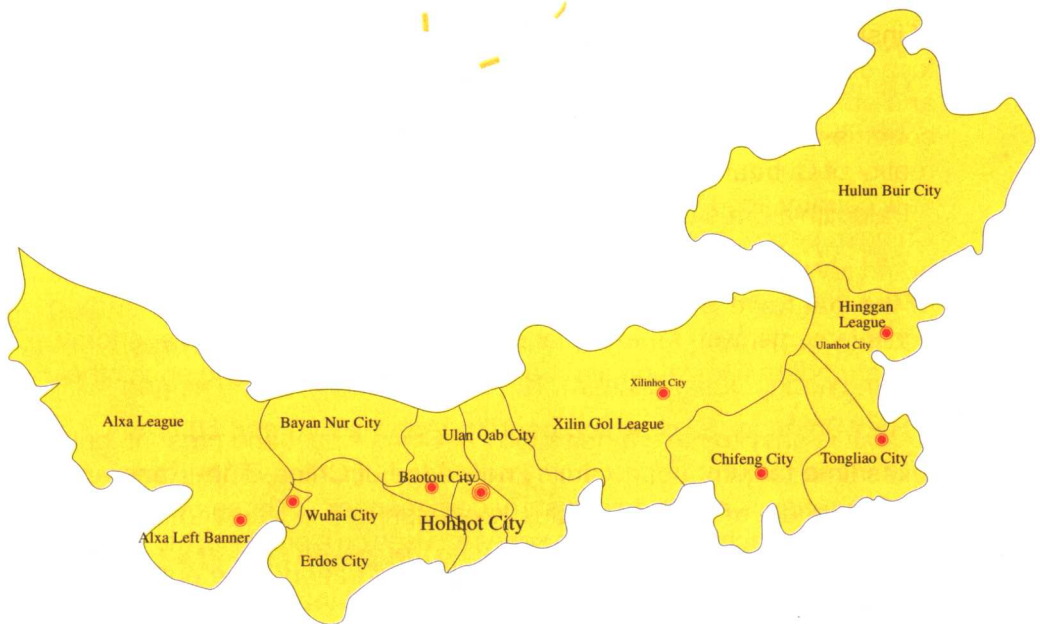 Hulun Buir City
Hinggan
League
Ulanhot City
Xilinhot City
Alxa League
Bayan Nur City
Ulan Qab City
Xilin Gol League
Chifeng City
Tongliao City
Baotou City
Wuhai City
Hohhot City
Alxa Left Banner
Erdos City